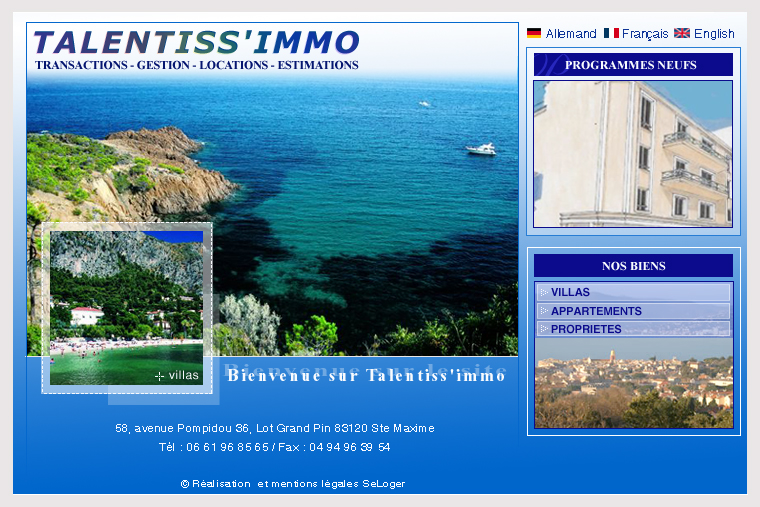 TALENTISS'IMMO
TRANSACTIONS - GESTION - LOCATIONS - ESTIMATIONS
Allemand Français English
PROGRAMMES NEUFS
NOS BIENS
VILLAS
APPARTEMENTS
PROPRIETES
villas
Bienvenue sur le site
Bienvenue sur Talentiss'immo
58, avenue Pompidou 36, Lot Grand Pin 83120 Ste Maxime
Tél : 06 61 96 85 65 / Fax : 04 94 96 39 54
© Réalisation et mentions légales SeLoger